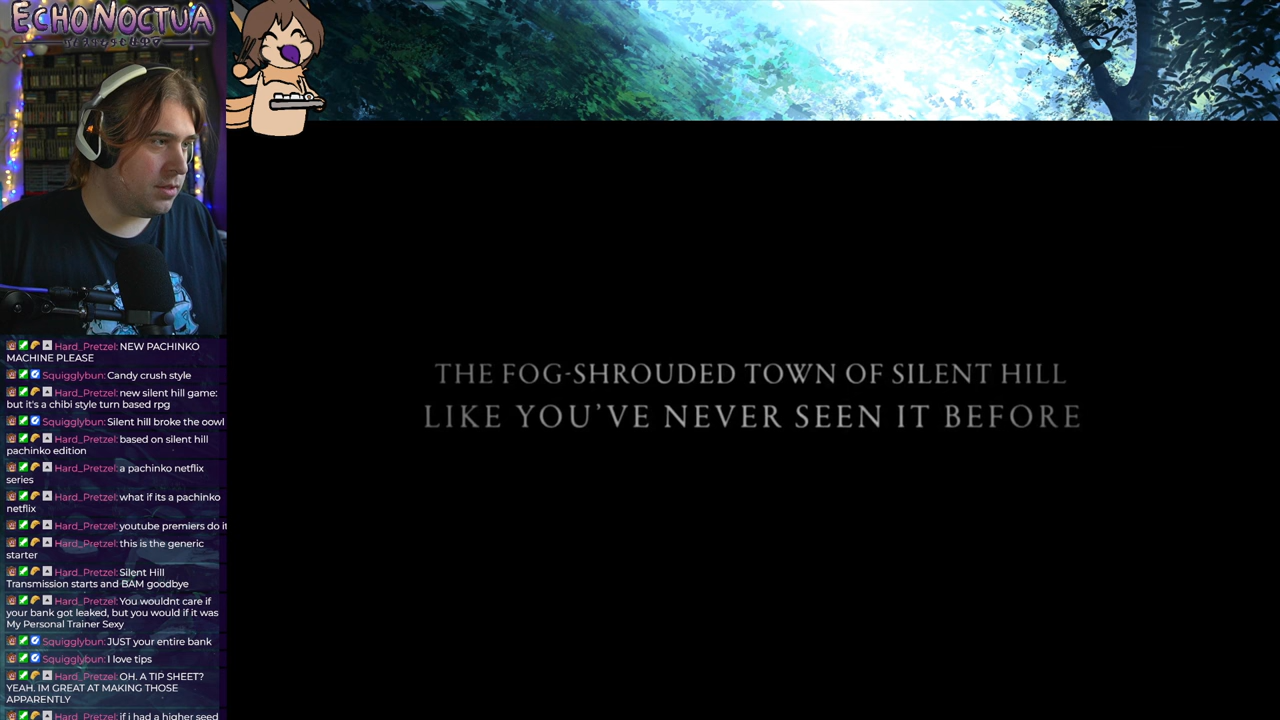 ECHONOCTUA
THE FOG-SHROUDED TOWN OF SILENT HILL
LIKE YOU'VE NEVER SEEN IT BEFORE
Hard_Pretzel: NEW PACHINKO
MACHINE PLEASE
Squigglybun: Candy crush style
Hard_Pretzel: new silent hill game:
but it's a chibi style turn based rpg
Squigglybun: Silent hill broke the oowl
Hard_Pretzel: based on silent hill
pachinko edition
Hard_Pretzel: a pachinko netflix
series
Hard_Pretzel: what if its a pachinko
netflix
Hard_Pretzel: youtube premiers do it
Hard_Pretzel: this is the generic
starter
Hard_Pretzel: Silent Hill
Transmission starts and BAM goodbye
Hard_Pretzel: You wouldnt care if
your bank got leaked, but you would if it was
My Personal Trainer Sexy
Squigglybun: JUST your entire bank
Squigglybun: I love tips
Hard_Pretzel: OH. A TIP SHEET?
YEAH. IM GREAT AT MAKING THOSE
APPARENTLY
Hard_Pretzel: if i had a higher seed